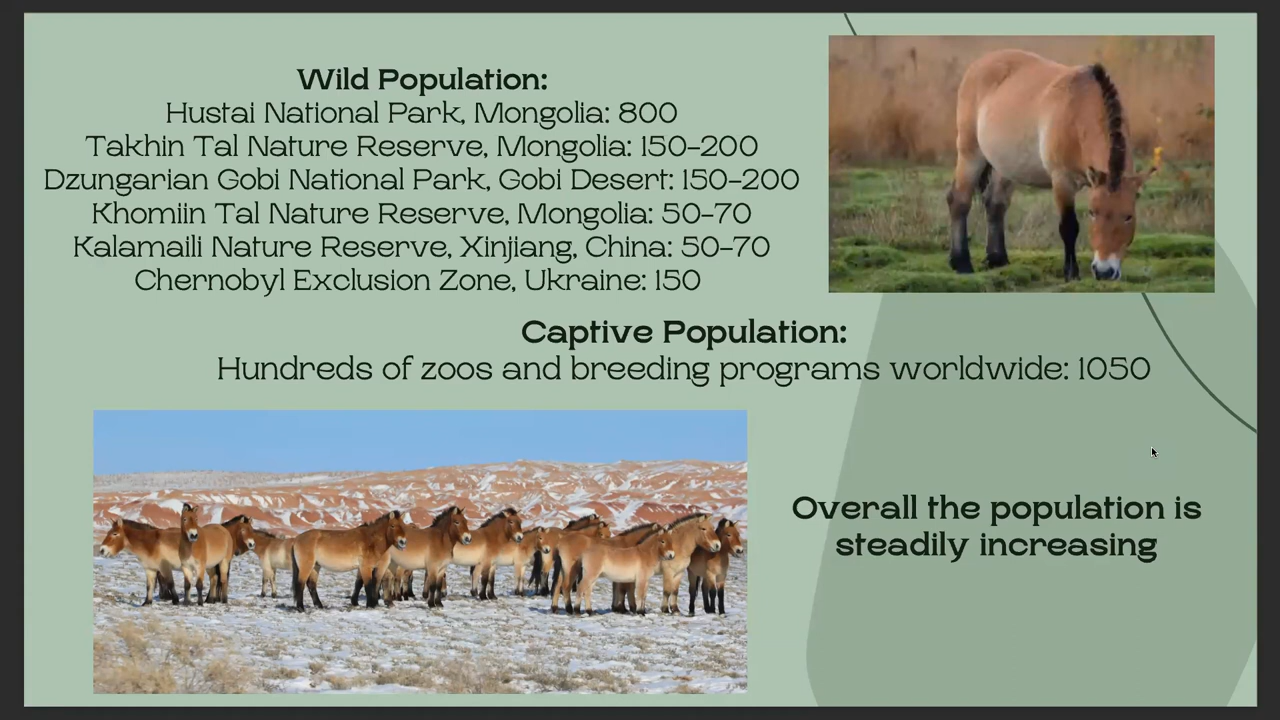 Wild Population:
Hustai National Park, Mongolia: 800
Takhin Tal Nature Reserve, Mongolia: 150-200
Dzungarian Gobi National Park, Gobi Desert: 150-200
Khomiin Tal Nature Reserve, Mongolia: 50-70
Kalamaili Nature Reserve, Xinjiang, China: 50-70
Chernobyl Exclusion Zone, Ukraine: 150
Captive Population:
Hundreds of zoos and breeding programs worldwide: 1050
Overall the population is
steadily increasing